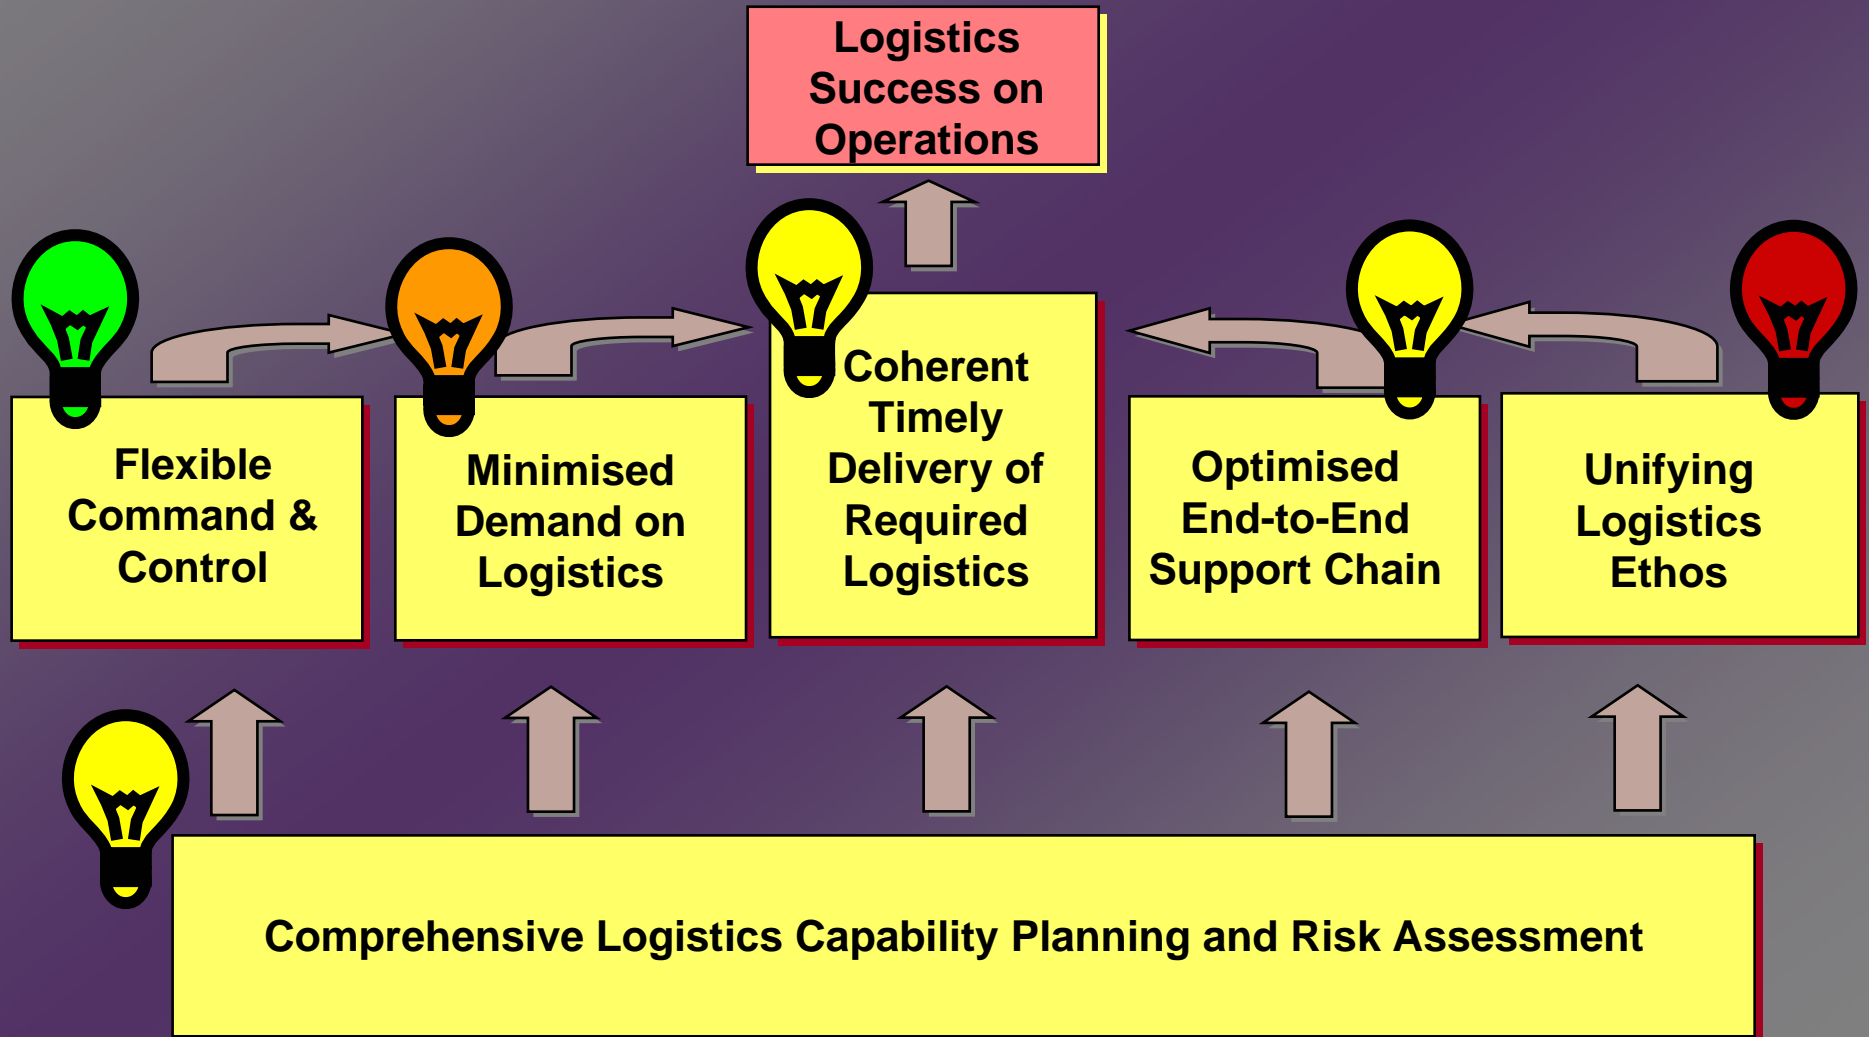 Logistics
Success on
Operations
Flexible
Command &
Control
Minimised
Demand on
Logistics
Coherent
Timely
Delivery of
Required
Logistics
Optimised
End-to-End
Support Chain
Unifying
Logistics
Ethos
Comprehensive Logistics Capability Planning and Risk Assessment